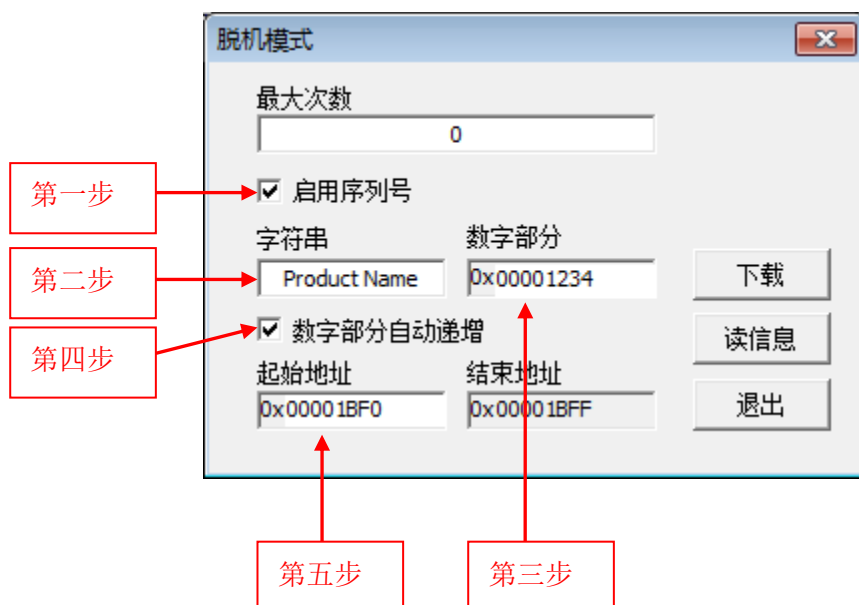 脱机模式
最大次数
0
第一步
启用序列号
字符串
数字部分
第二步
Product Name
0x00001234
下载
第四步
数字部分自动递增
读信息
起始地址
结束地址
0x00001BF0
0x00001BFF
退出
第五步
第三步